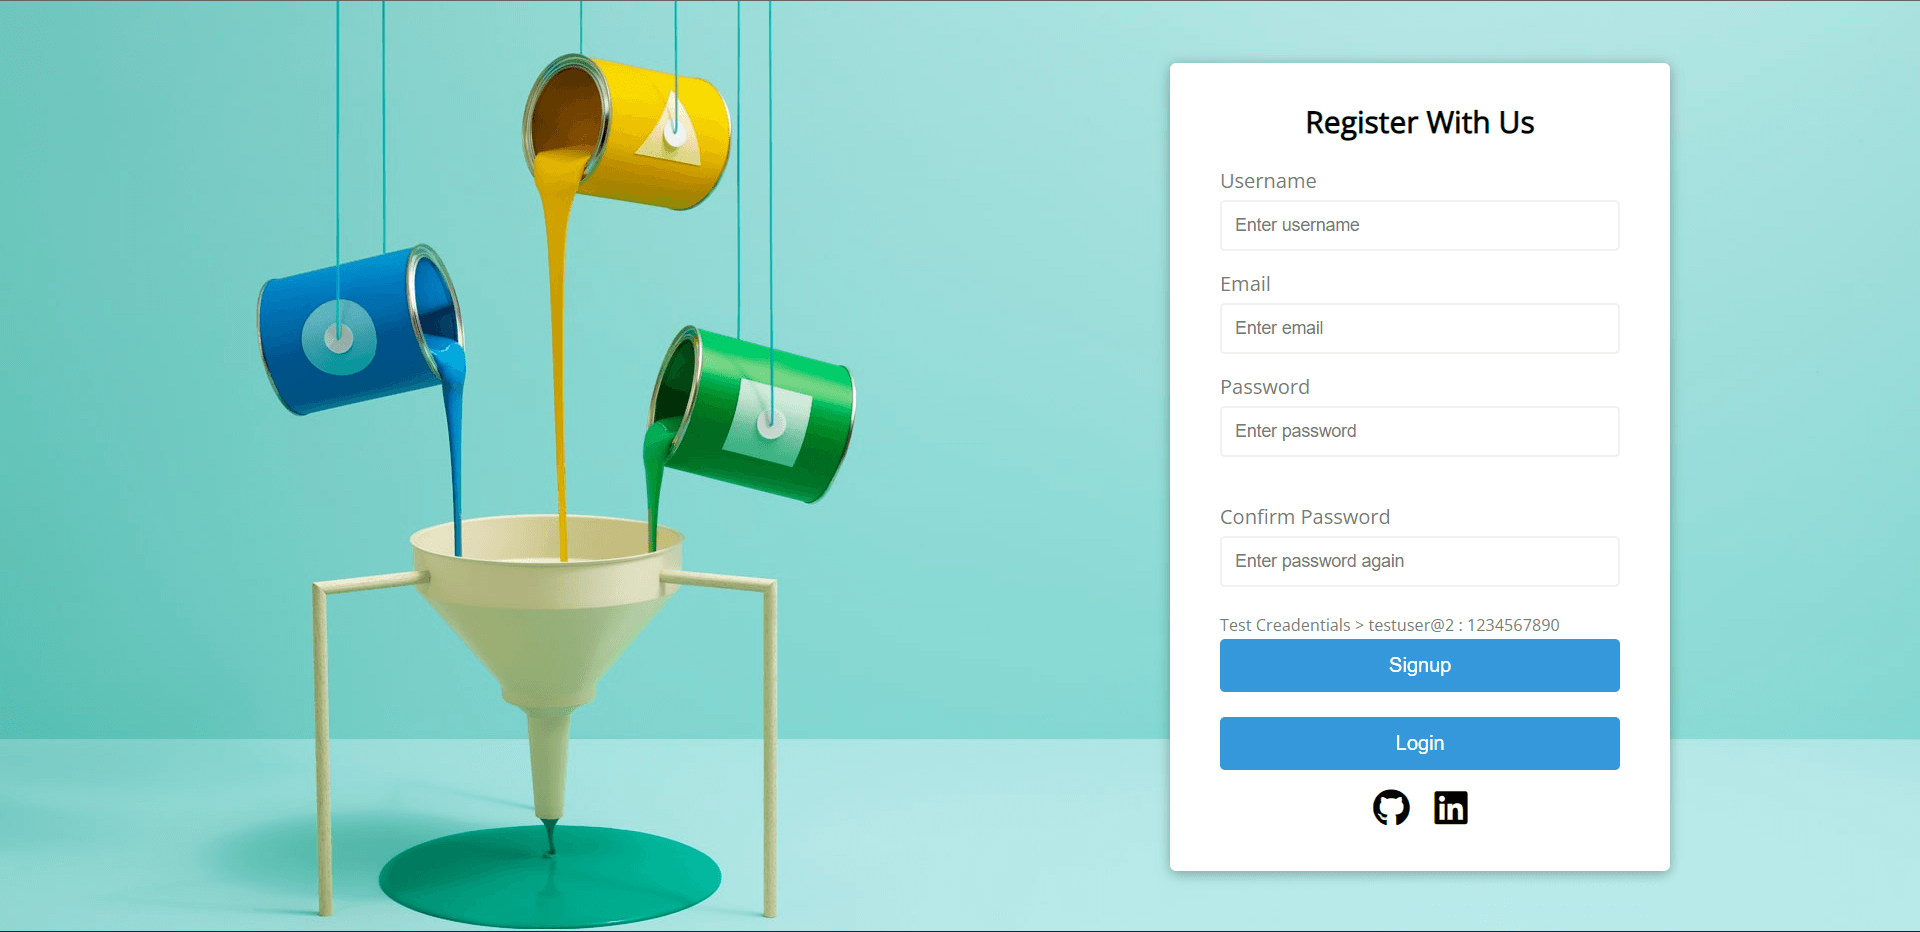 Register With Us
Username
Enter username
Email
Enter email
Password
Enter password
Confirm Password
Enter password again
Test Creadentials > testuser@2 : 1234567890
Signup
Login
in